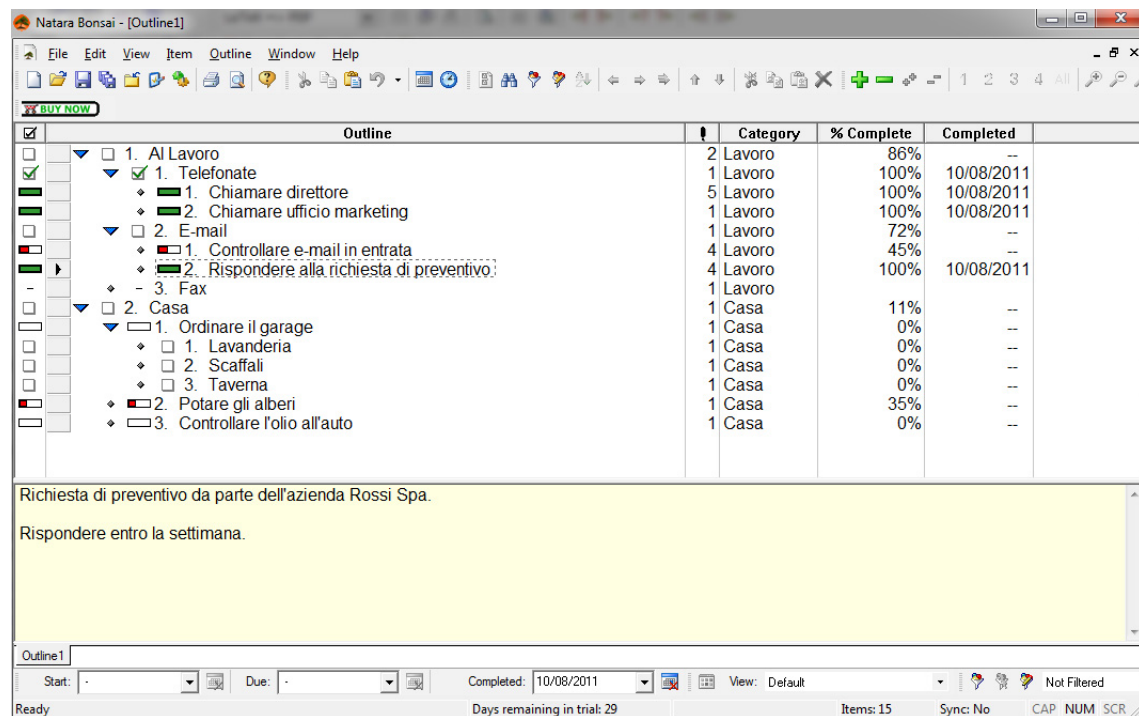 Natara Bonsai - [Outline1]
File Edit View Item Outline Window Help
1 2 3 4 All
BUY NOW
Outline ! Category % Complete Completed
1. Al Lavoro 2 Lavoro 86% --
1. Telefonate 1 Lavoro 100% 10/08/2011
1. Chiamare direttore 5 Lavoro 100% 10/08/2011
2. Chiamare ufficio marketing 1 Lavoro 100% 10/08/2011
2. E-mail 1 Lavoro 72% --
1. Controllare e-mail in entrata 4 Lavoro 45% --
2. Rispondere alla richiesta di preventivo 4 Lavoro 100% 10/08/2011
– 3. Fax 1 Lavoro
2. Casa 1 Casa 11% --
1. Ordinare il garage 1 Casa 0% --
1. Lavanderia 1 Casa 0% --
2. Scaffali 1 Casa 0% --
3. Taverna 1 Casa 0% --
2. Potare gli alberi 1 Casa 35% --
3. Controllare l'olio all'auto 1 Casa 0% --
Richiesta di preventivo da parte dell'azienda Rossi Spa.
Rispondere entro la settimana.
Outline1
Start: - Due: - Completed: 10/08/2011 View: Default Not Filtered
Ready Days remaining in trial: 29 Items: 15 Sync: No CAP NUM SCR